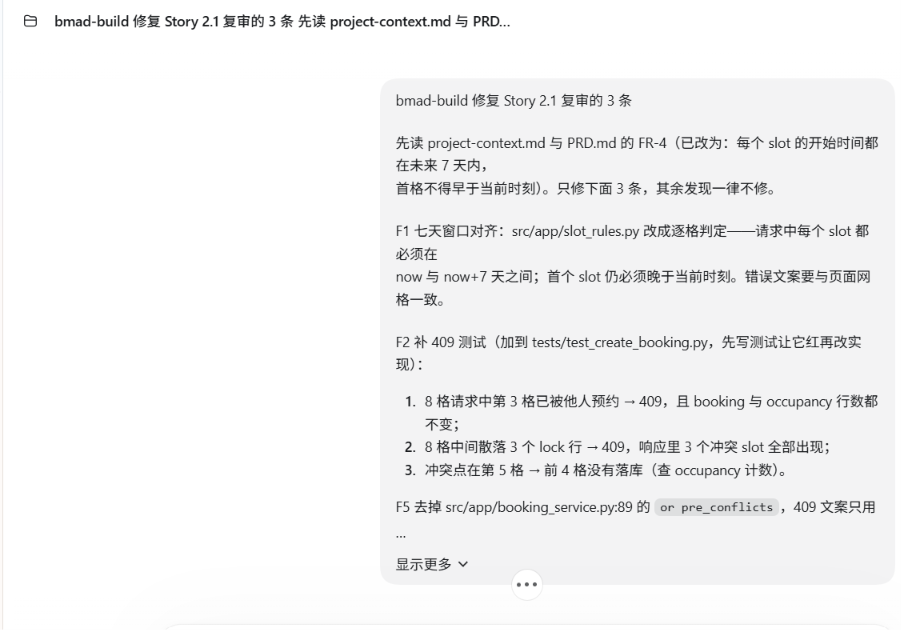 bmad-build 修复 Story 2.1 复审的 3 条 先读 project-context.md 与 PRD...
bmad-build 修复 Story 2.1 复审的 3 条
先读 project-context.md 与 PRD.md 的 FR-4（已改为：每个 slot 的开始时间都
在未来 7 天内，
首格不得早于当前时刻）。只修下面 3 条，其余发现一律不修。
F1 七天窗口对齐：src/app/slot_rules.py 改成逐格判定——请求中每个 slot 都
必须在
now 与 now+7 天之间；首个 slot 仍必须晚于当前时刻。错误文案要与页面网
格一致。
F2 补 409 测试（加到 tests/test_create_booking.py，先写测试让它红再改实
现）：
1. 8 格请求中第 3 格已被他人预约 → 409，且 booking 与 occupancy 行数都
不变；
2. 8 格中间散落 3 个 lock 行 → 409，响应里 3 个冲突 slot 全部出现；
3. 冲突点在第 5 格 → 前 4 格没有落库（查 occupancy 计数）。
F5 去掉 src/app/booking_service.py:89 的 or pre_conflicts，409 文案只用
...
显示更多